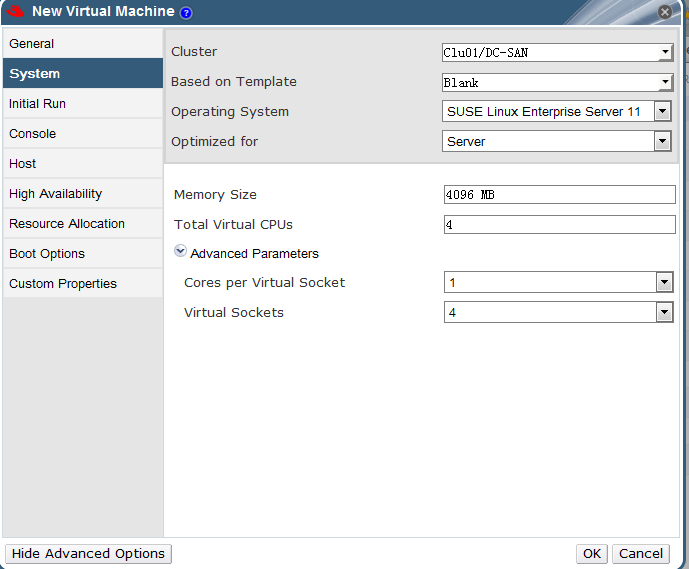 New Virtual Machine ?
General
System
Initial Run
Console
Host
High Availability
Resource Allocation
Boot Options
Custom Properties
Cluster Clu01/DC-SAN
Based on Template Blank
Operating System SUSE Linux Enterprise Server 11
Optimized for Server
Memory Size 4096 MB
Total Virtual CPUs 4
Advanced Parameters
Cores per Virtual Socket 1
Virtual Sockets 4
Hide Advanced Options OK Cancel